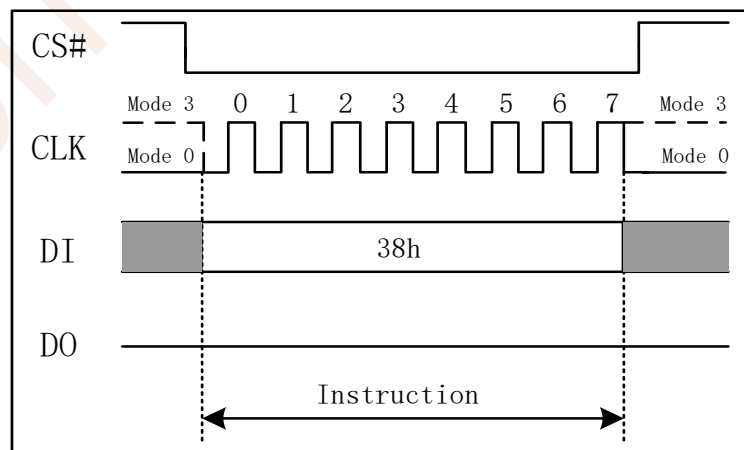 CS#
Mode 3 0 1 2 3 4 5 6 7 Mode 3
CLK
Mode 0 Mode 0
DI 38h
DO
Instruction